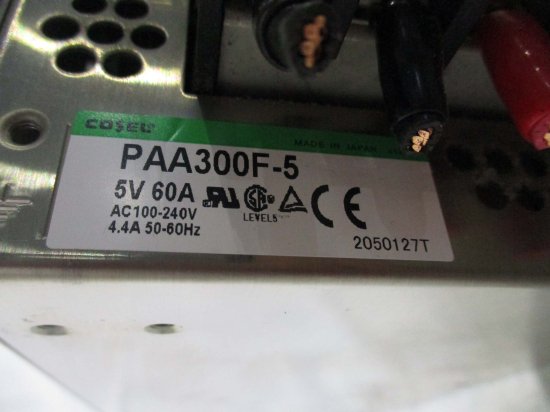 COSEL
MADE IN JAPAN
PAA300F-5
5V 60A
AC100-240V
4.4A 50-60Hz
LEVEL5
2050127T